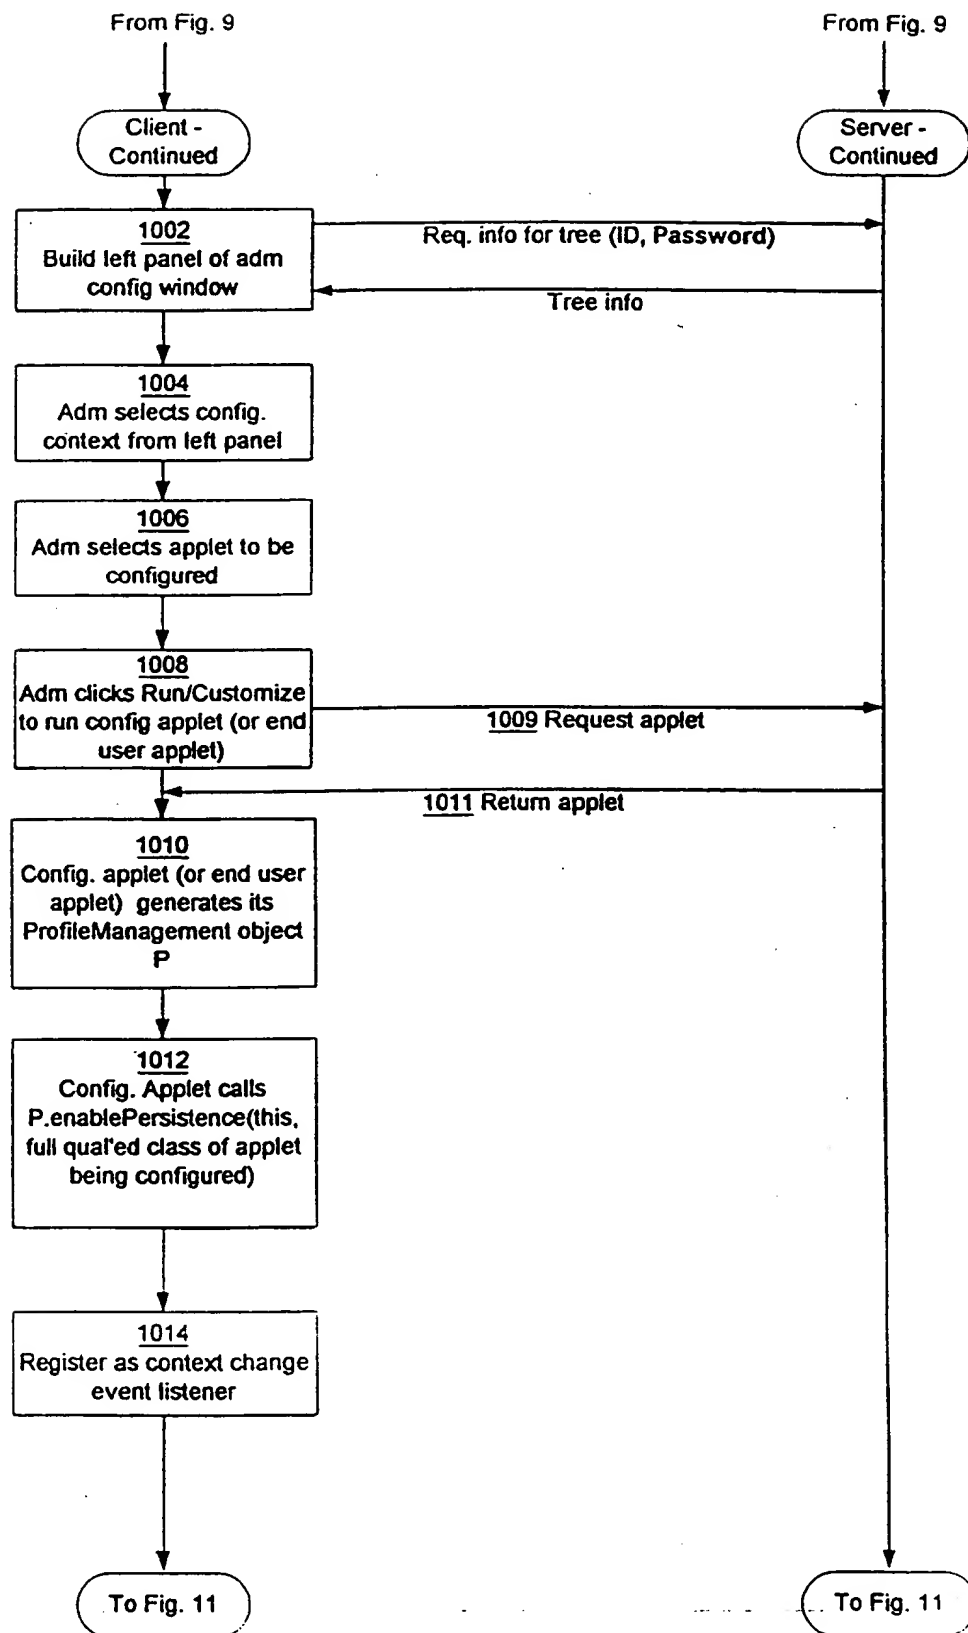 From Fig. 9
From Fig. 9
Client -
Continued
Server -
Continued
1002
Build left panel of adm
config window
Req. info for tree (ID, Password)
Tree info
1004
Adm selects config.
context from left panel
1006
Adm selects applet to be
configured
1008
Adm clicks Run/Customize
to run config applet (or end
user applet)
1009 Request applet
1011 Return applet
1010
Config. applet (or end user
applet) generates its
ProfileManagement object
P
1012
Config. Applet calls
P.enablePersistence(this,
full qual'ed class of applet
being configured)
1014
Register as context change
event listener
To Fig. 11
To Fig. 11